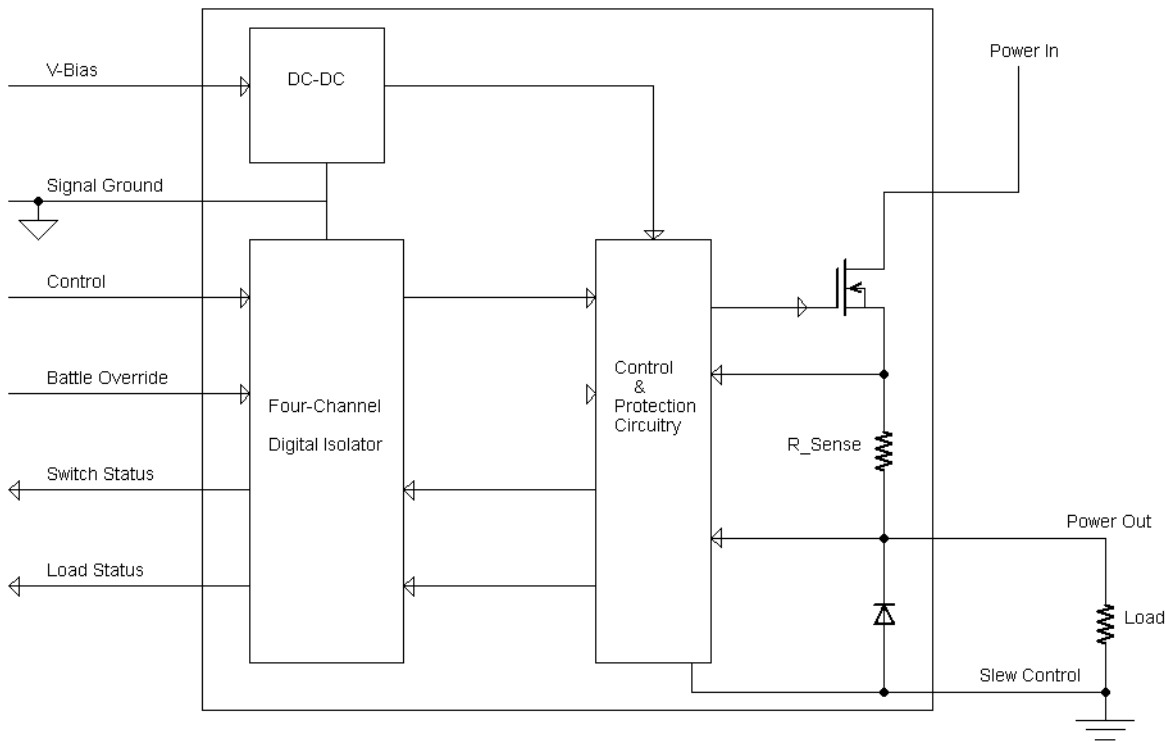 V-Bias
DC-DC
Power In
Signal Ground
Control
Battle Override
Four-Channel
Digital Isolator
Control
&
Protection
Circuitry
R_Sense
Switch Status
Power Out
Load Status
Load
Slew Control